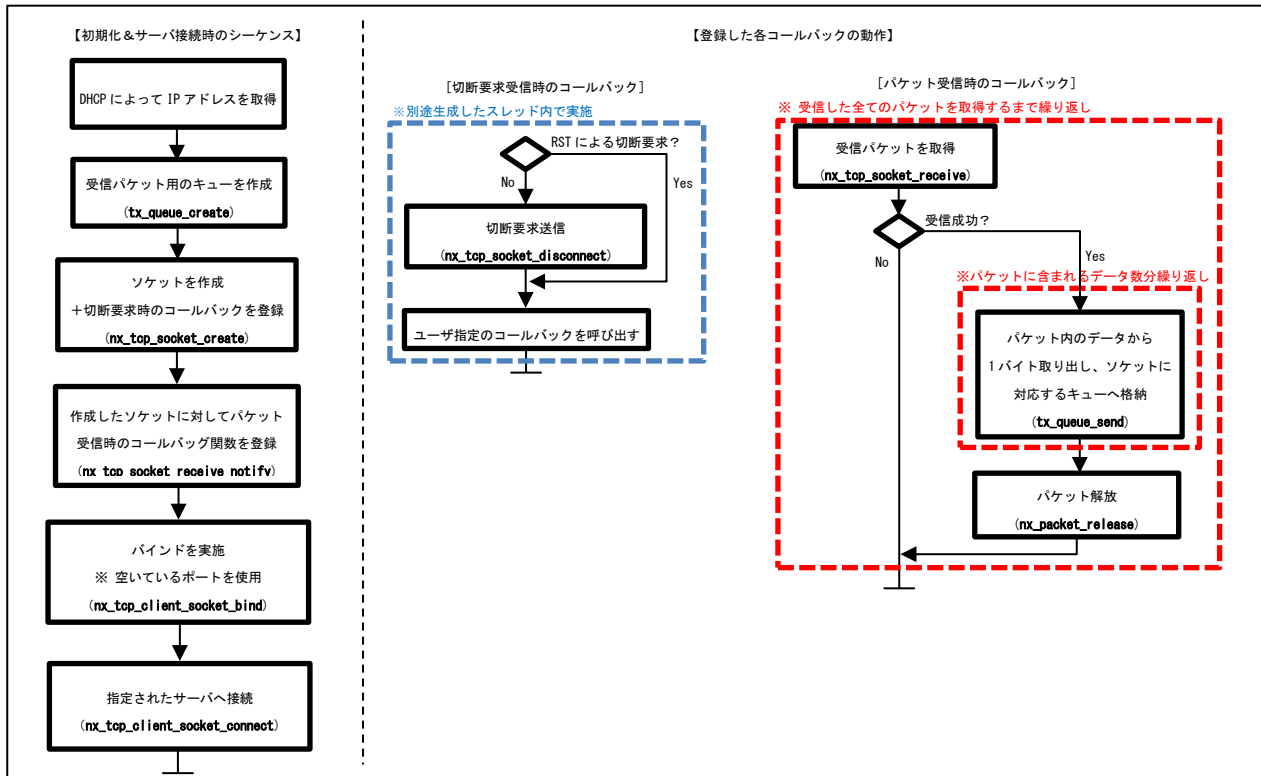 【初期化＆サーバ接続時のシーケンス】
DHCP によって IP アドレスを取得
受信パケット用のキューを作成
(tx_queue_create)
ソケットを作成
＋切断要求時のコールバックを登録
(nx_tcp_socket_create)
作成したソケットに対してパケット
受信時のコールバッグ関数を登録
(nx_tcp_socket_receive_notify)
バインドを実施
※ 空いているポートを使用
(nx_tcp_client_socket_bind)
指定されたサーバへ接続
(nx_tcp_client_socket_connect)
【登録した各コールバックの動作】
[切断要求受信時のコールバック]
※別途生成したスレッド内で実施
RST による切断要求？
No
Yes
切断要求送信
(nx_tcp_socket_disconnect)
ユーザ指定のコールバックを呼び出す
[パケット受信時のコールバック]
※ 受信した全てのパケットを取得するまで繰り返し
受信パケットを取得
(nx_tcp_socket_receive)
受信成功？
No
Yes
※パケットに含まれるデータ数分繰り返し
パケット内のデータから
1 バイト取り出し、ソケットに
対応するキューへ格納
(tx_queue_send)
パケット解放
(nx_packet_release)